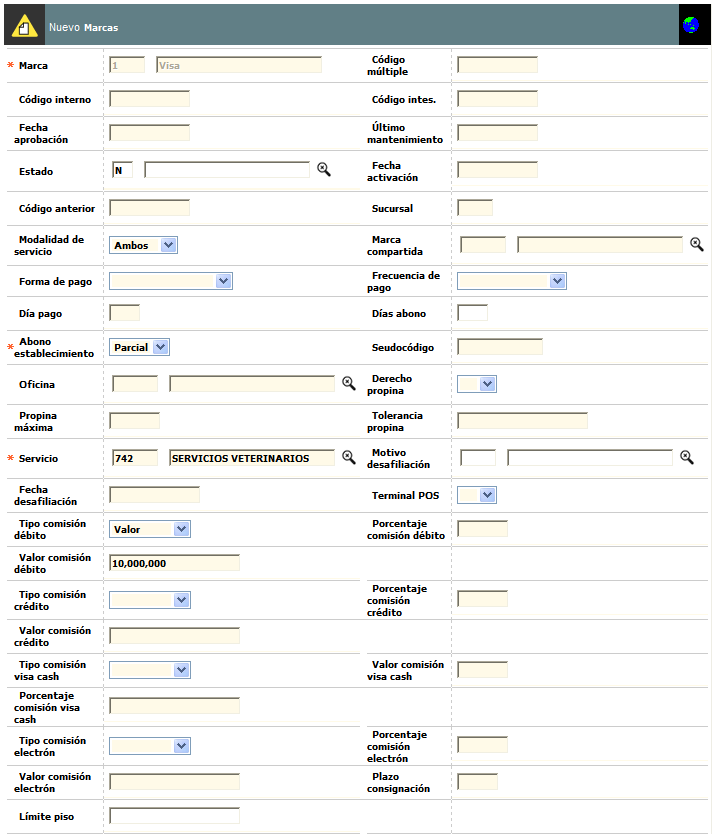 Nuevo Marcas
* Marca 1 Visa Código múltiple
Código interno Código intes.
Fecha aprobación Último mantenimiento
Estado N Fecha activación
Código anterior Sucursal
Modalidad de servicio Ambos Marca compartida
Forma de pago Frecuencia de pago
Día pago Días abono
* Abono establecimiento Parcial Seudocódigo
Oficina Derecho propina
Propina máxima Tolerancia propina
* Servicio 742 SERVICIOS VETERINARIOS Motivo desafiliación
Fecha desafiliación Terminal POS
Tipo comisión débito Valor Porcentaje comisión débito
Valor comisión débito 10,000,000
Tipo comisión crédito Porcentaje comisión crédito
Valor comisión crédito
Tipo comisión visa cash Valor comisión visa cash
Porcentaje comisión visa cash
Tipo comisión electrón Porcentaje comisión electrón
Valor comisión electrón Plazo consignación
Límite piso